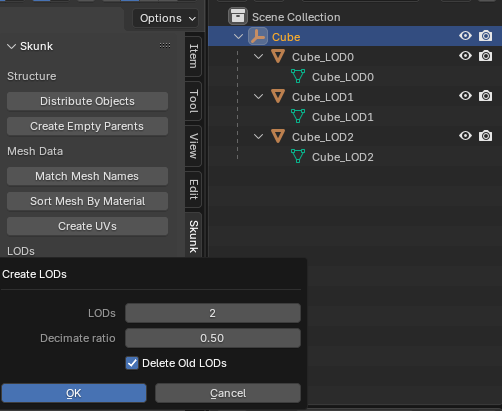 Options
Skunk
Structure
Distribute Objects
Create Empty Parents
Mesh Data
Match Mesh Names
Sort Mesh By Material
Create UVs
LODs
Item
Tool
View
Edit
Skunk
Scene Collection
Cube
Cube_LOD0
Cube_LOD0
Cube_LOD1
Cube_LOD1
Cube_LOD2
Cube_LOD2
Create LODs
LODs 2
Decimate ratio 0.50
Delete Old LODs
OK Cancel